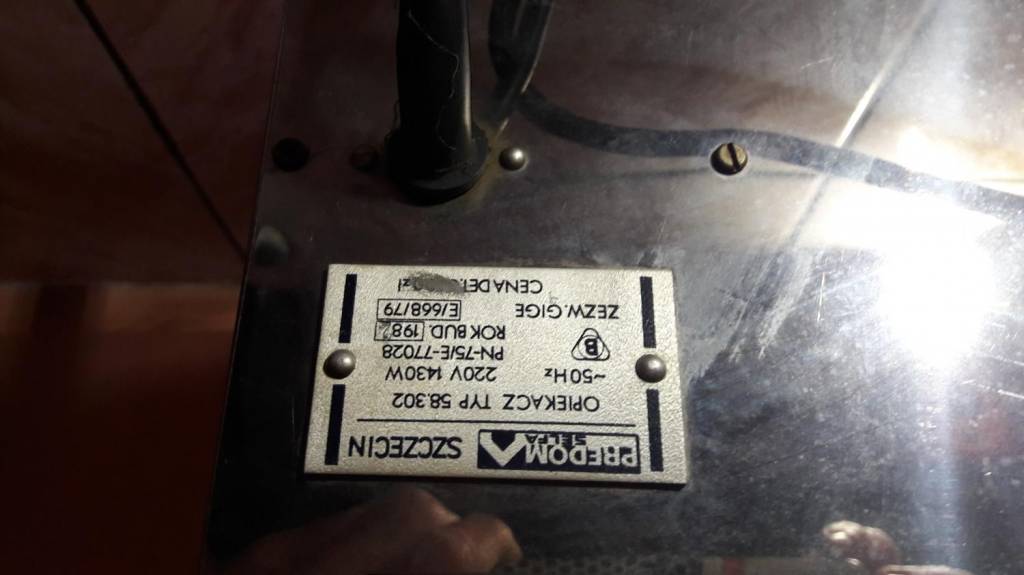 PREDOM SELFA SZCZECIN
OPIEKACZ TYP 58.302
~50Hz 220V 1430W
B PN-75/E-77028
ROK BUD. 1982
ZEZW. GIGE E/668/79
CENA DET. zł